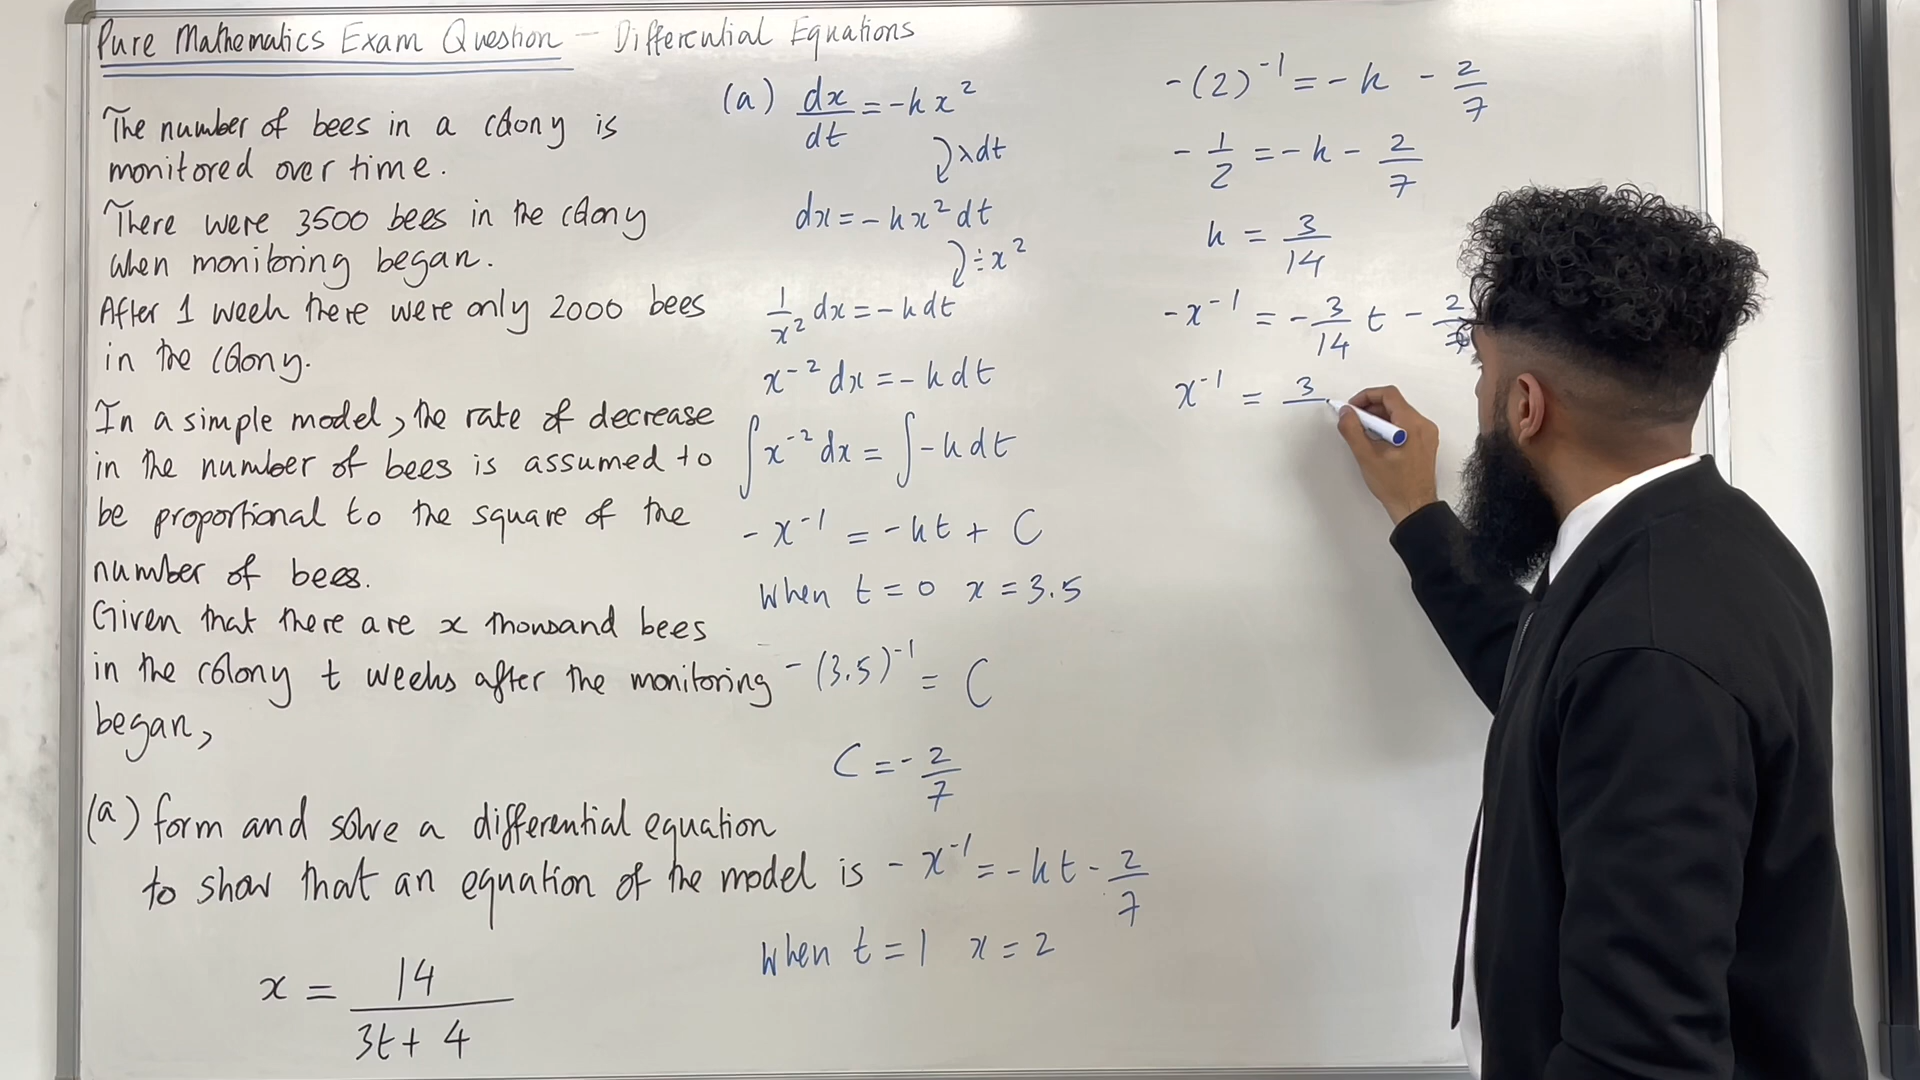 Pure Mathematics Exam Question - Differential Equations
The number of bees in a colony is
monitored over time.
There were 3500 bees in the colony
when monitoring began.
After 1 week there were only 2000 bees
in the colony.
In a simple model, the rate of decrease
in the number of bees is assumed to
be proportional to the square of the
number of bees.
Given that there are x thousand bees
in the colony t weeks after the monitoring
began,
(a) form and solve a differential equation
to show that an equation of the model is
x = 14/(3t + 4)
(a) dx/dt = -kx²
×dt
dx = -kx² dt
÷x²
1/x² dx = -k dt
x⁻² dx = -k dt
∫x⁻² dx = ∫-k dt
-x⁻¹ = -kt + C
When t = 0 x = 3.5
-(3.5)⁻¹ = C
C = -2/7
-x⁻¹ = -kt - 2/7
When t = 1 x = 2
-(2)⁻¹ = -k - 2/7
-1/2 = -k - 2/7
k = 3/14
-x⁻¹ = -3/14 t - 2/7
x⁻¹ = 3